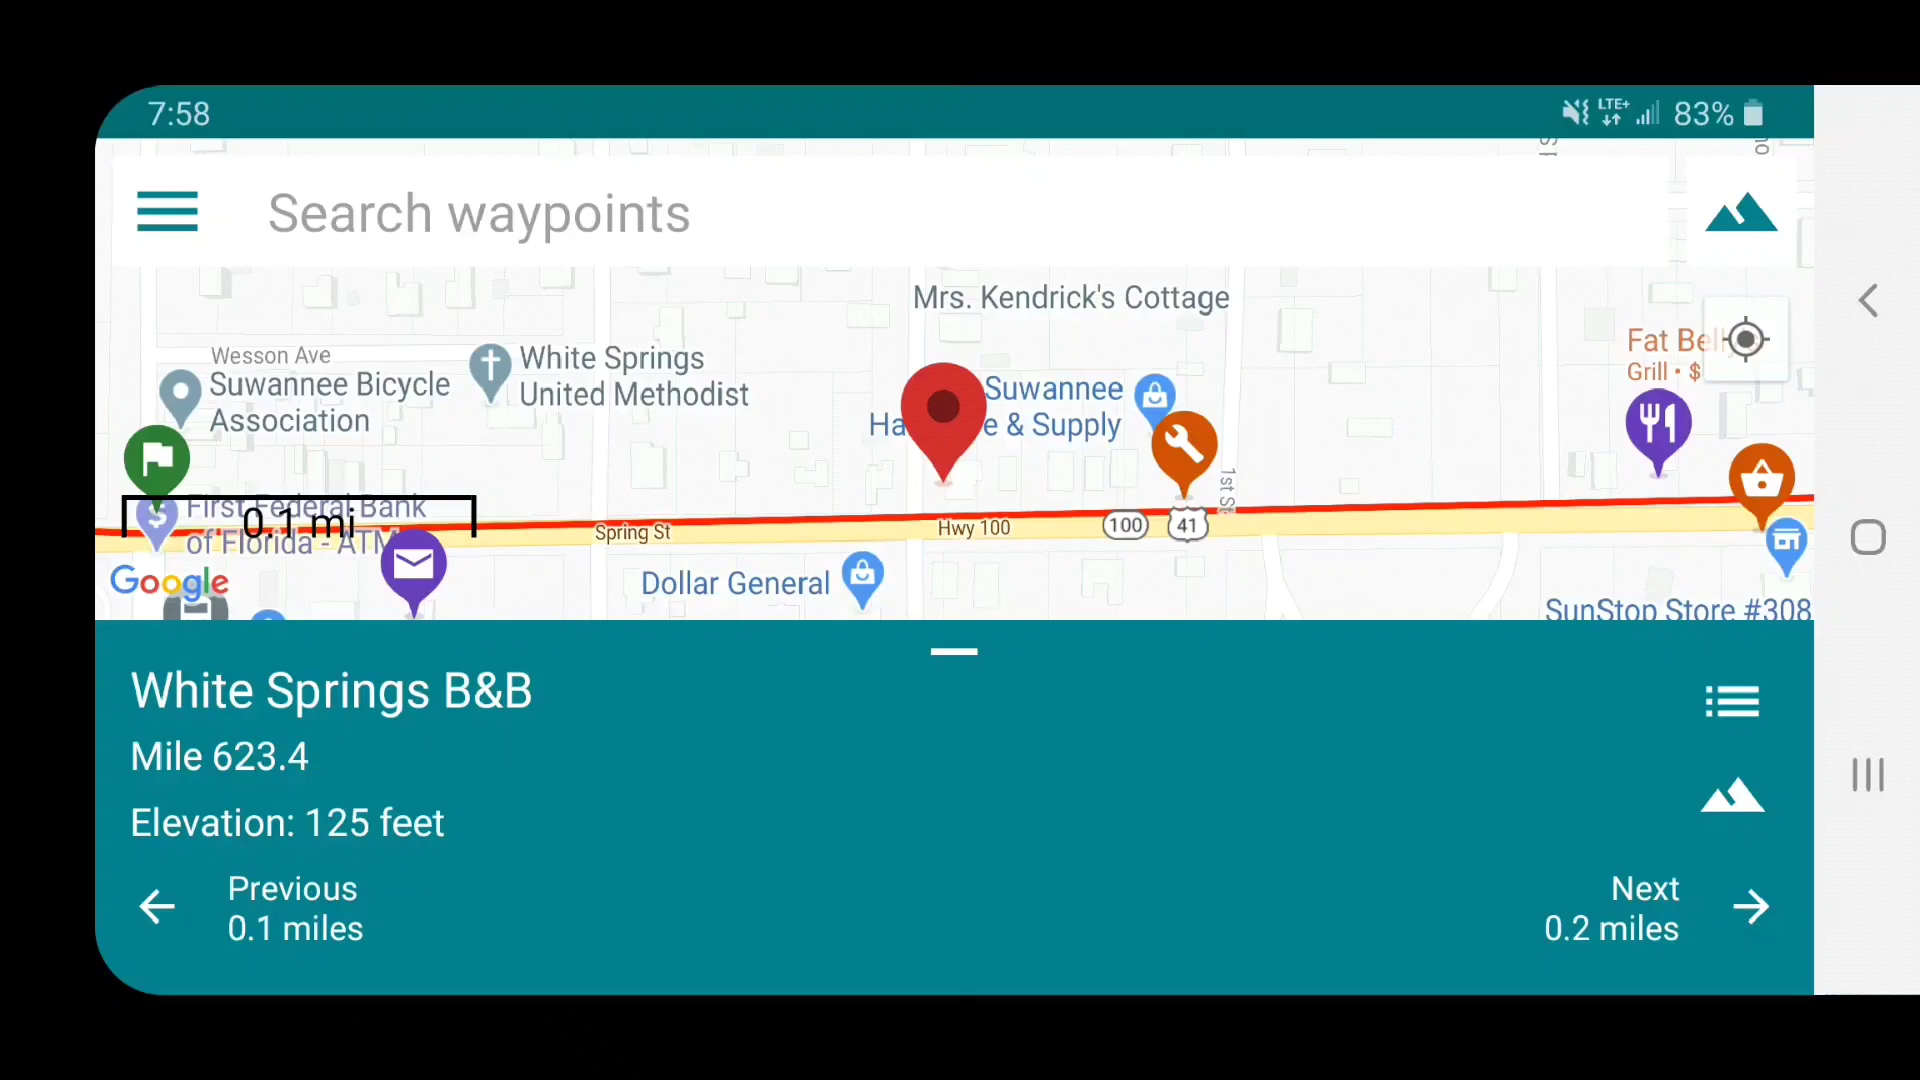 7:58
LTE+
83%
Search waypoints
Mrs. Kendrick's Cottage
Wesson Ave
Suwannee Bicycle
Association
White Springs
United Methodist
Suwannee
e & Supply
Fat
Grill • $
1st St
First Federal Bank
of Florida - ATM
0.1 mi
Spring St
Hwy 100
100
41
Google
Dollar General
SunStop Store #308
White Springs B&B
Mile 623.4
Elevation: 125 feet
Previous
0.1 miles
Next
0.2 miles